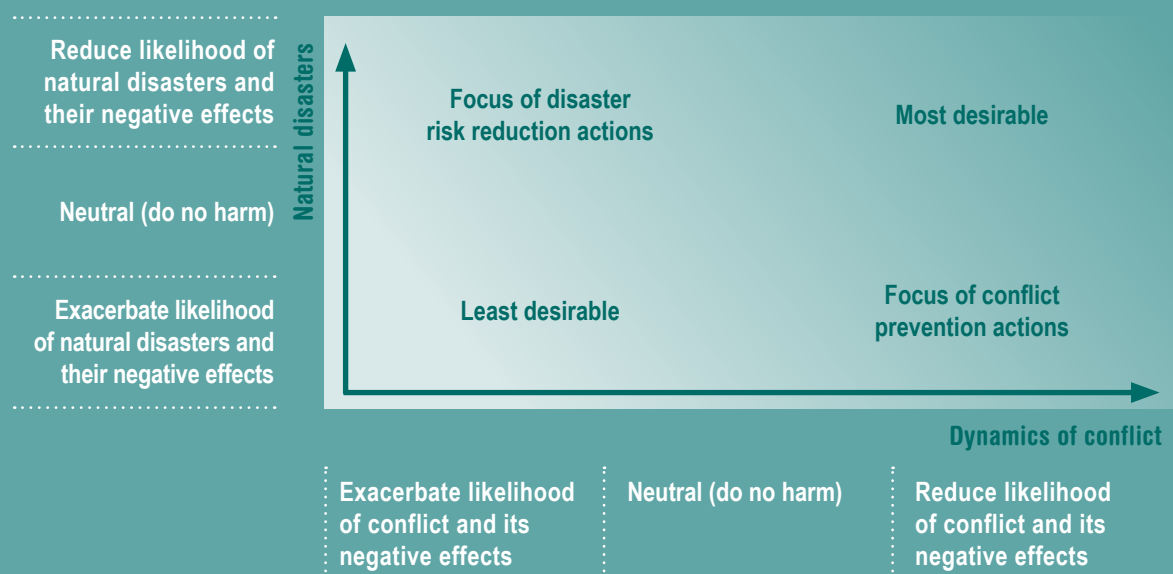 Reduce likelihood of
natural disasters and
their negative effects
Neutral (do no harm)
Exacerbate likelihood
of natural disasters and
their negative effects
Natural disasters
Focus of disaster
risk reduction actions
Most desirable
Least desirable
Focus of conflict
prevention actions
Dynamics of conflict
Exacerbate likelihood
of conflict and its
negative effects
Neutral (do no harm)
Reduce likelihood
of conflict and its
negative effects